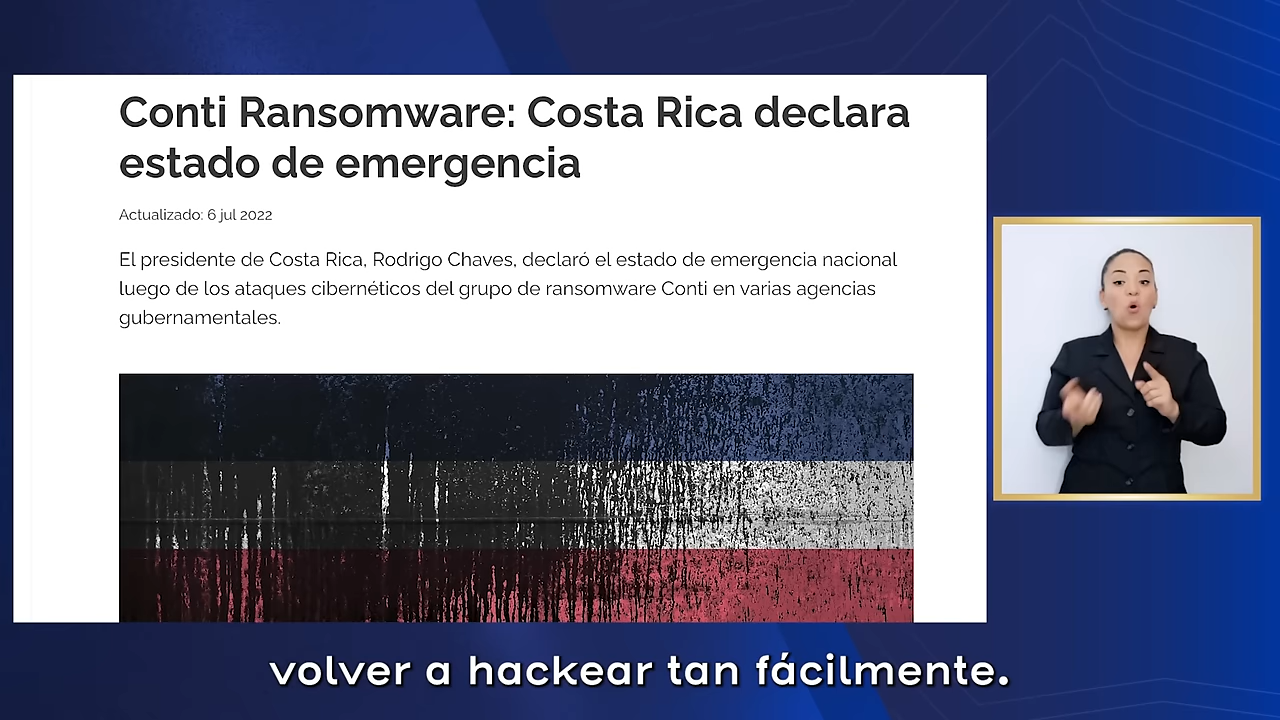 Conti Ransomware: Costa Rica declara
estado de emergencia
Actualizado: 6 jul 2022
El presidente de Costa Rica, Rodrigo Chaves, declaró el estado de emergencia nacional
luego de los ataques cibernéticos del grupo de ransomware Conti en varias agencias
gubernamentales.
volver a hackear tan fácilmente.